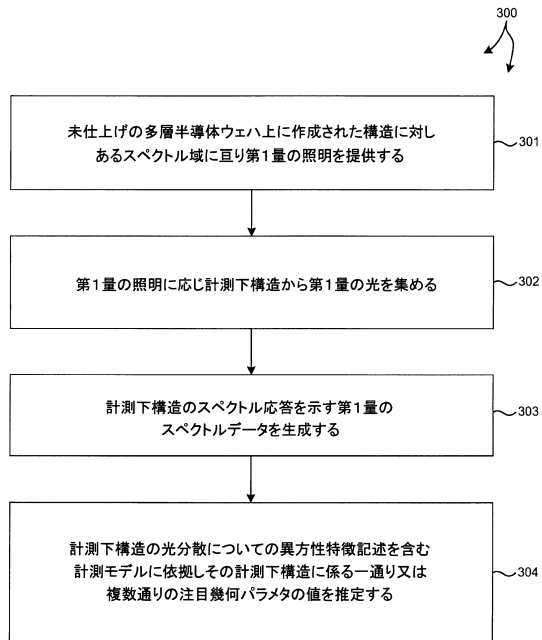 300
未仕上げの多層半導体ウェハ上に作成された構造に対し
あるスペクトル域に亘り第1量の照明を提供する
301
第1量の照明に応じ計測下構造から第1量の光を集める
302
計測下構造のスペクトル応答を示す第1量の
スペクトルデータを生成する
303
計測下構造の光分散についての異方性特徴記述を含む
計測モデルに依拠しその計測下構造に係る一通り又は
複数通りの注目幾何パラメタの値を推定する
304